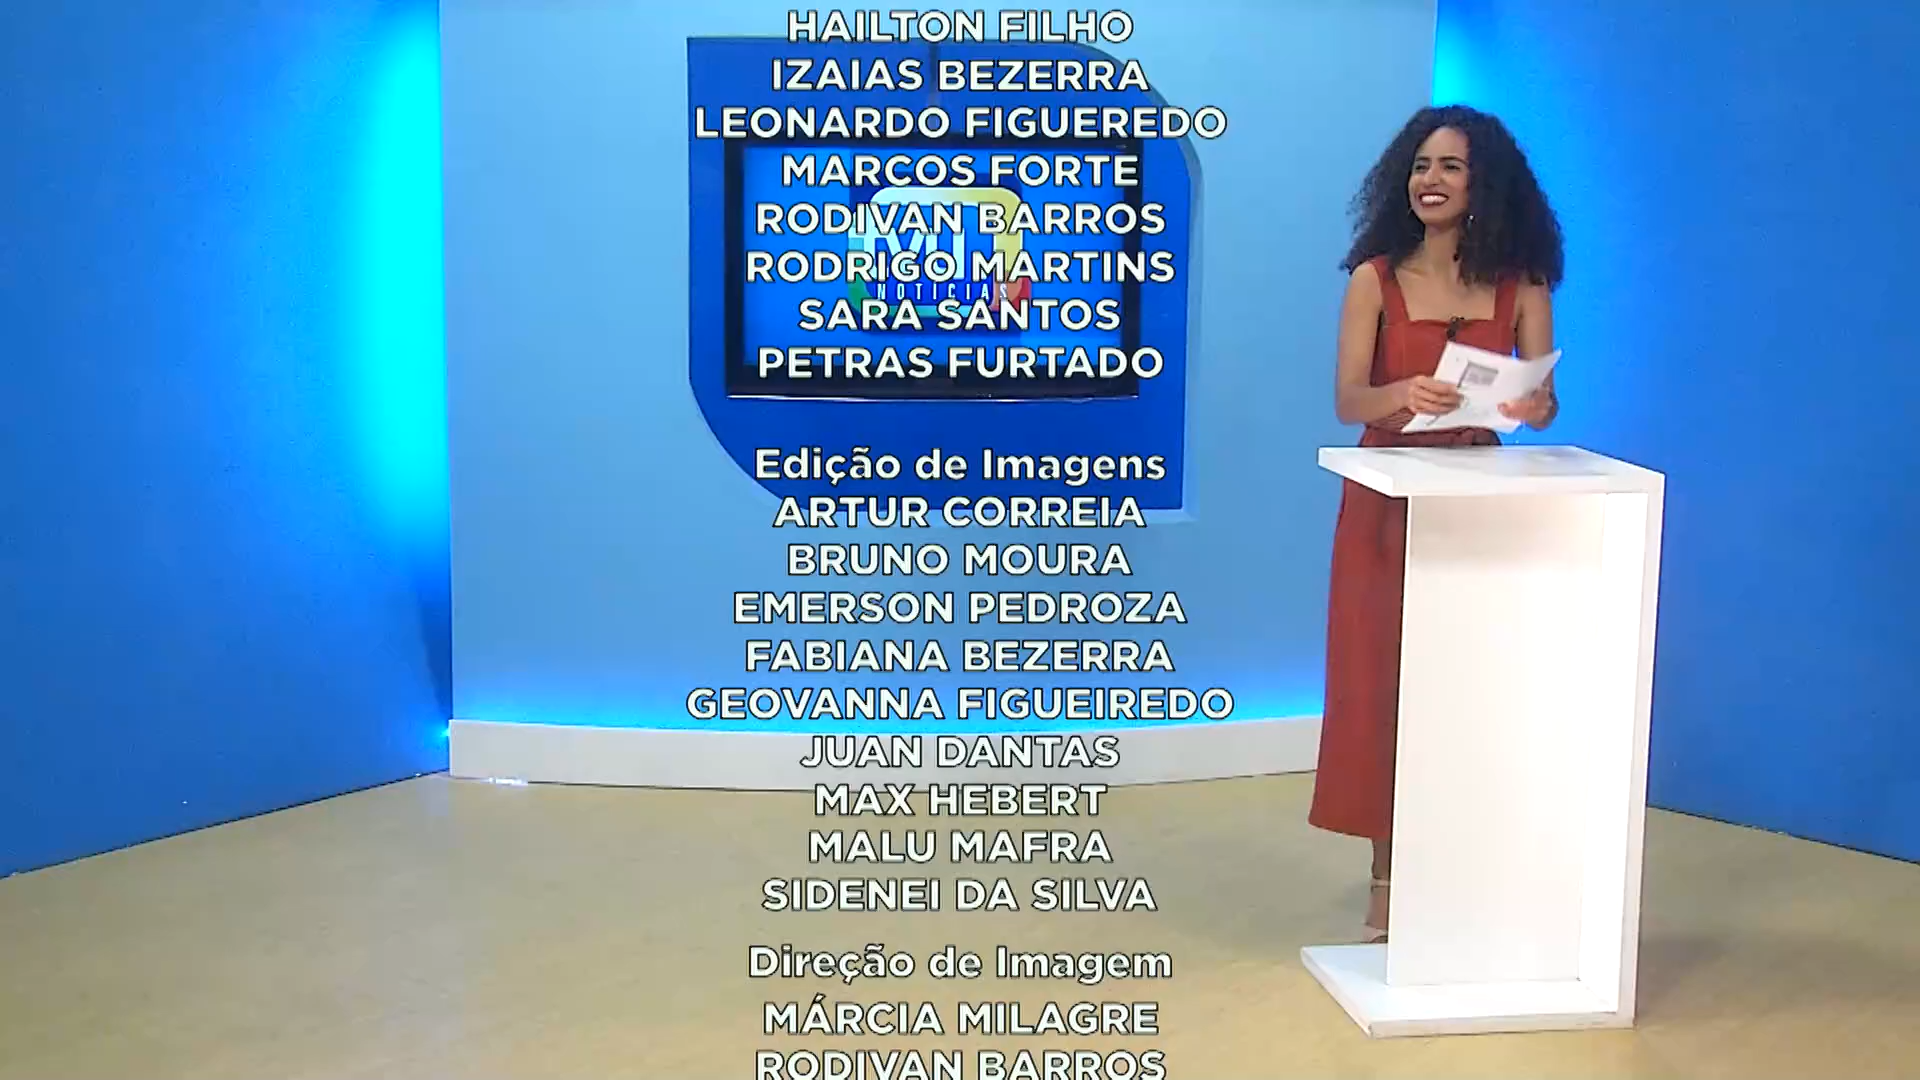 HAILTON FILHO
IZAIAS BEZERRA
LEONARDO FIGUEREDO
MARCOS FORTE
RODIVAN BARROS
RODRIGO MARTINS
SARA SANTOS
PETRAS FURTADO
NOTÍCIAS
Edição de Imagens
ARTUR CORREIA
BRUNO MOURA
EMERSON PEDROZA
FABIANA BEZERRA
GEOVANNA FIGUEIREDO
JUAN DANTAS
MAX HEBERT
MALU MAFRA
SIDENEI DA SILVA
Direção de Imagem
MÁRCIA MILAGRE
RODIVAN BARROS